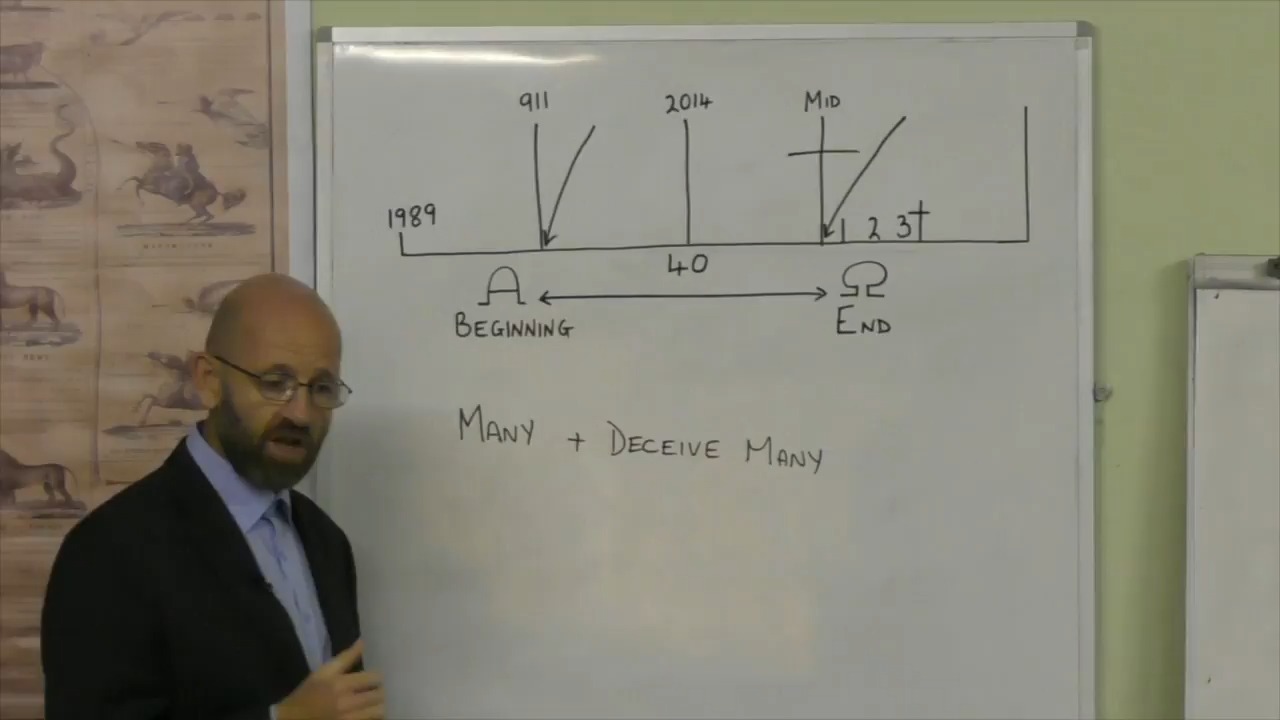 911 2014 MID
1989
1 2 3
40
A Ω
BEGINNING END
MANY + DECEIVE MANY